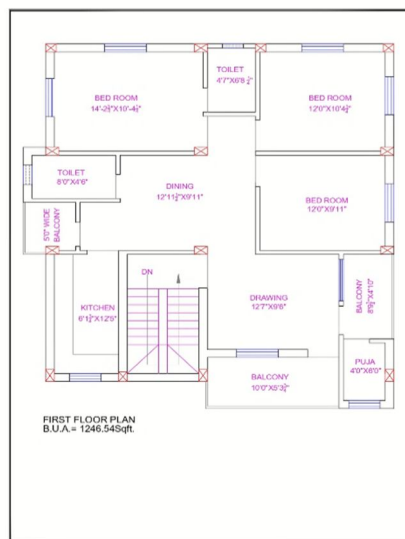 TOILET
4'7"X6'8 ½"
BED ROOM
14'-2½"X10'-4½"
BED ROOM
12'0"X10'4½"
TOILET
8'0"X4'6"
DINING
12'11½"X9'11"
BED ROOM
12'0"X9'11"
5'0" WIDE
BALCONY
DN
KITCHEN
6'1½"X12'5"
DRAWING
12'7"X9'8"
BALCONY
8'9½"X4'10"
PUJA
4'0"X6'0"
BALCONY
10'0"X5'3½"
FIRST FLOOR PLAN
B.U.A.= 1246.54Sqft.